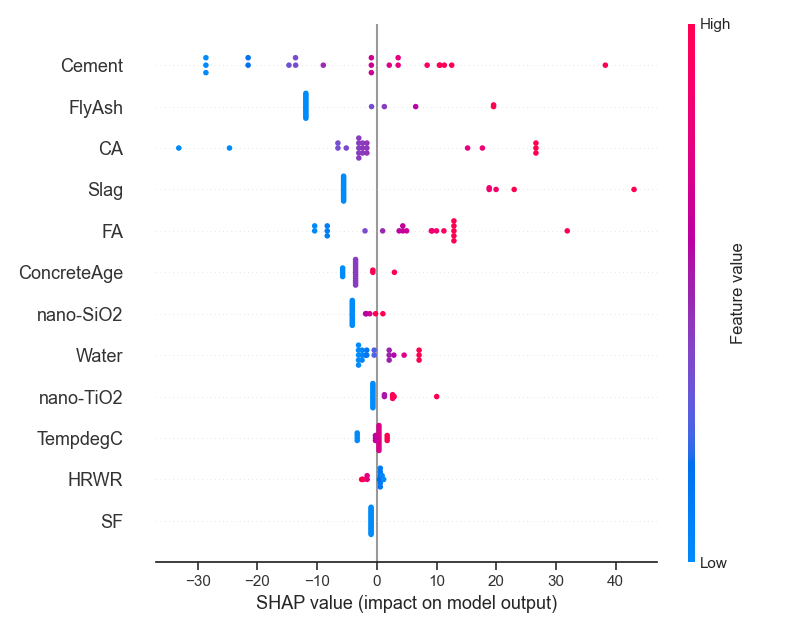 High
Cement
FlyAsh
CA
Slag
FA
ConcreteAge
nano-SiO2
Water
nano-TiO2
TempdegC
HRWR
SF
Feature value
Low
−30 −20 −10 0 10 20 30 40
SHAP value (impact on model output)